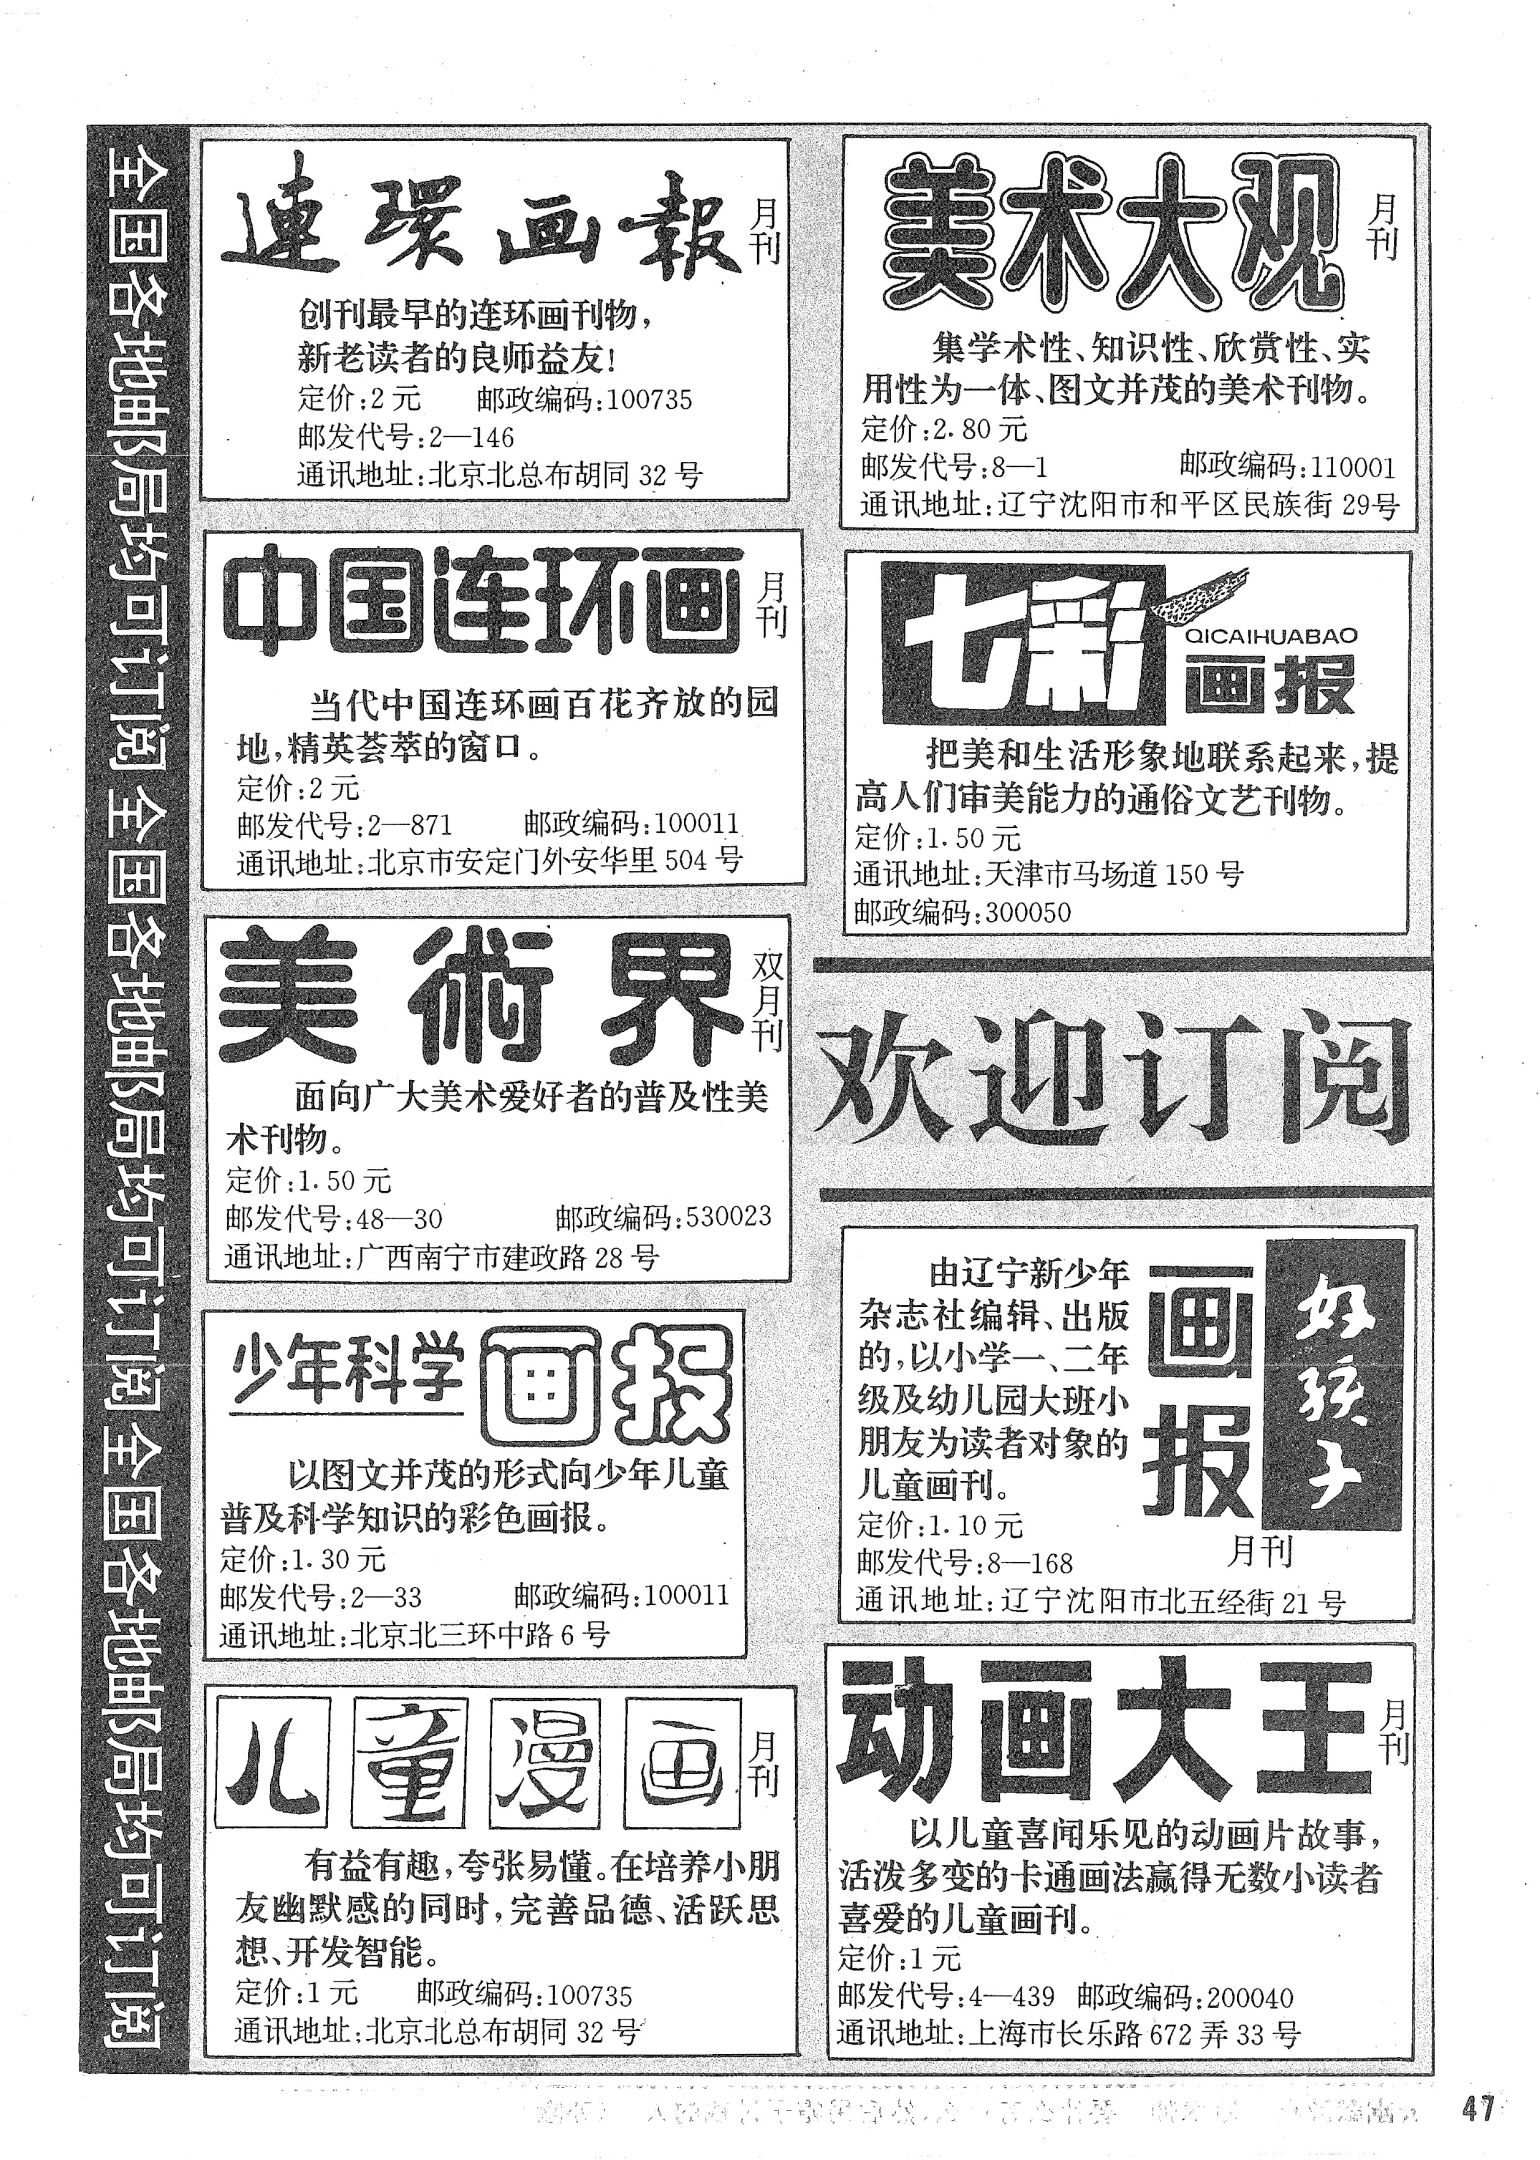 全国各地邮局均可订阅全国各地邮局均可订阅全国各地邮局均可订阅
連環画報
月刊
创刊最早的连环画刊物，
新老读者的良师益友！
定价：2元　邮政编码：100735
邮发代号：2—146
通讯地址：北京北总布胡同32号
中国连环画
月刊
当代中国连环画百花齐放的园
地，精英荟萃的窗口。
定价：2元
邮发代号：2—871　邮政编码：100011
通讯地址：北京市安定门外安华里504号
美術界
双月刊
面向广大美术爱好者的普及性美
术刊物。
定价：1.50元
邮发代号：48—30　邮政编码：530023
通讯地址：广西南宁市建政路28号
少年科学画报
以图文并茂的形式向少年儿童
普及科学知识的彩色画报。
定价：1.30元
邮发代号：2—33　邮政编码：100011
通讯地址：北京北三环中路6号
儿童漫画
月刊
有益有趣，夸张易懂。在培养小朋
友幽默感的同时，完善品德、活跃思
想、开发智能。
定价：1元　邮政编码：100735
通讯地址：北京北总布胡同32号
美术大观
月刊
集学术性、知识性、欣赏性、实
用性为一体、图文并茂的美术刊物。
定价：2.80元
邮发代号：8—1　邮政编码：110001
通讯地址：辽宁沈阳市和平区民族街29号
七彩
QICAIHUABAO
画报
把美和生活形象地联系起来，提
高人们审美能力的通俗文艺刊物。
定价：1.50元
通讯地址：天津市马场道150号
邮政编码：300050
欢迎订阅
好孩子
画报
月刊
由辽宁新少年
杂志社编辑、出版
的，以小学一、二年
级及幼儿园大班小
朋友为读者对象的
儿童画刊。
定价：1.10元
邮发代号：8—168
通讯地址：辽宁沈阳市北五经街21号
动画大王
月刊
以儿童喜闻乐见的动画片故事，
活泼多变的卡通画法赢得无数小读者
喜爱的儿童画刊。
定价：1元
邮发代号：4—439　邮政编码：200040
通讯地址：上海市长乐路672弄33号
47